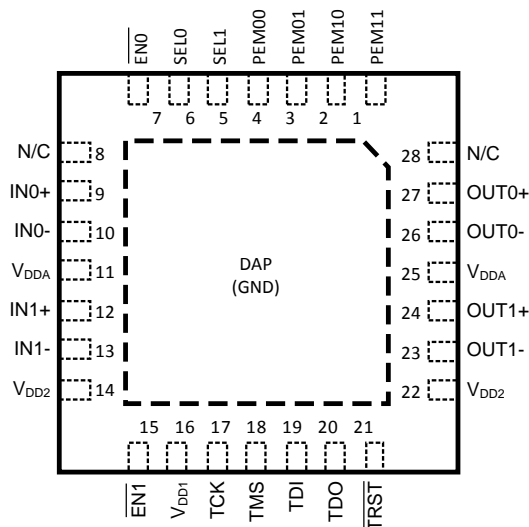 EN0 SEL0 SEL1 PEM00 PEM01 PEM10 PEM11
7 6 5 4 3 2 1
N/C 8
IN0+ 9
IN0- 10
VDDA 11
IN1+ 12
IN1- 13
VDD2 14
DAP
(GND)
28 N/C
27 OUT0+
26 OUT0-
25 VDDA
24 OUT1+
23 OUT1-
22 VDD2
15 16 17 18 19 20 21
EN1 VDD1 TCK TMS TDI TDO TRST